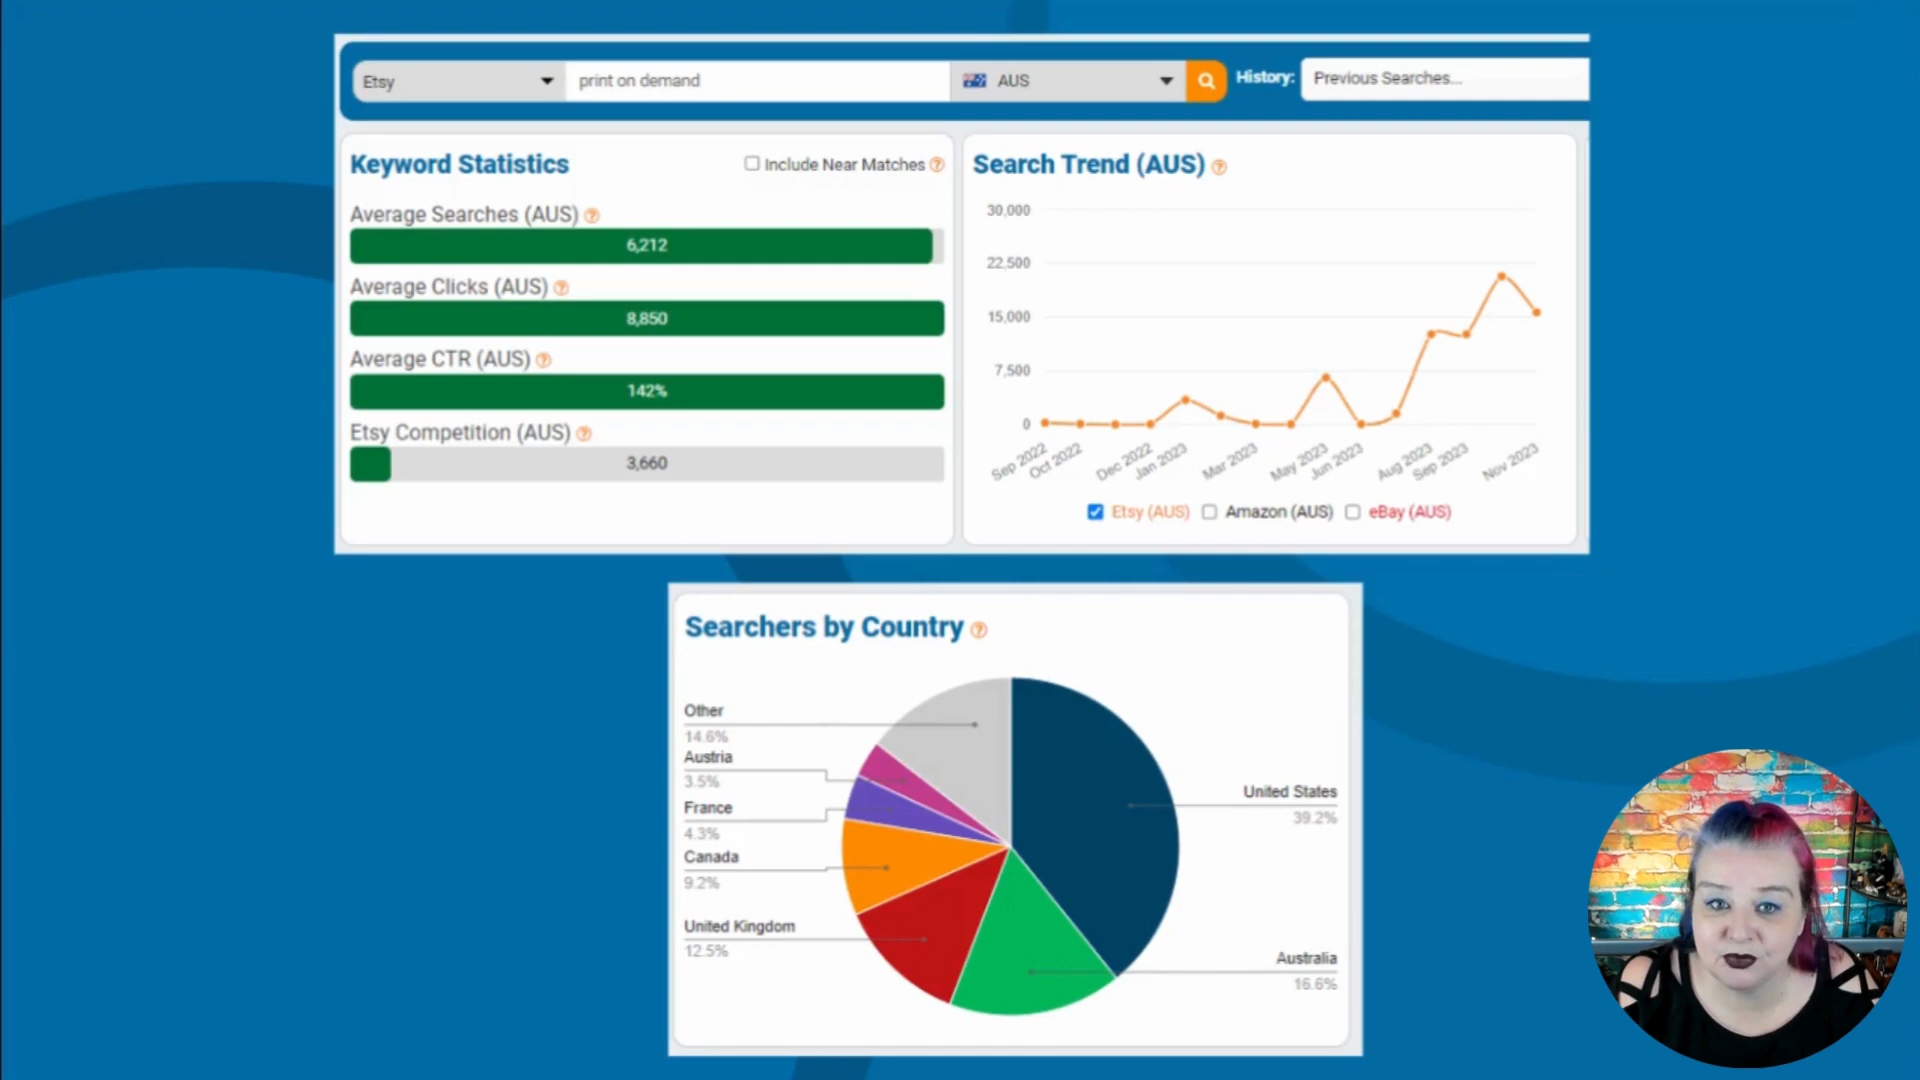 Etsy
print on demand
AUS
History:
Previous Searches...
Keyword Statistics
Include Near Matches ?
Average Searches (AUS) ?
6,212
Average Clicks (AUS) ?
8,850
Average CTR (AUS) ?
142%
Etsy Competition (AUS) ?
3,660
Search Trend (AUS) ?
30,000
22,500
15,000
7,500
0
Sep 2022
Oct 2022
Dec 2022
Jan 2023
Mar 2023
May 2023
Jun 2023
Aug 2023
Sep 2023
Nov 2023
Etsy (AUS)
Amazon (AUS)
eBay (AUS)
Searchers by Country ?
Other
14.6%
Austria
3.5%
France
4.3%
Canada
9.2%
United Kingdom
12.5%
United States
39.2%
Australia
16.6%